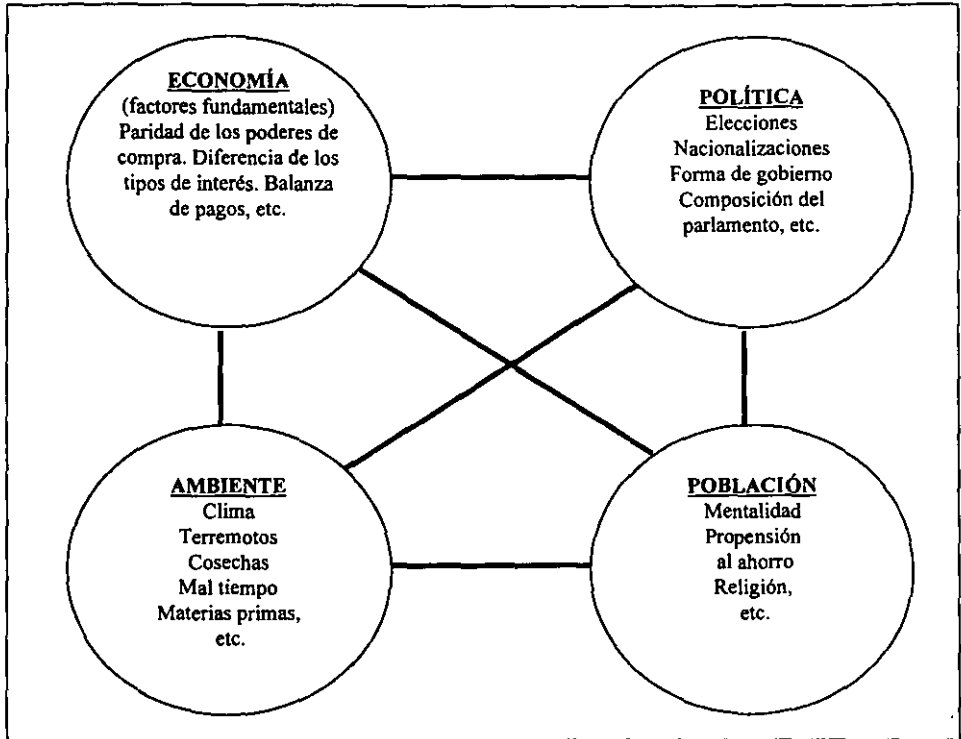 ECONOMÍA
(factores fundamentales)
Paridad de los poderes de
compra. Diferencia de los
tipos de interés. Balanza
de pagos, etc.
POLÍTICA
Elecciones
Nacionalizaciones
Forma de gobierno
Composición del
parlamento, etc.
AMBIENTE
Clima
Terremotos
Cosechas
Mal tiempo
Materias primas,
etc.
POBLACIÓN
Mentalidad
Propensión
al ahorro
Religión,
etc.